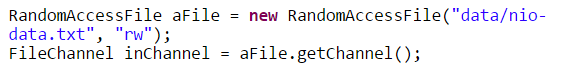 RandomAccessFile aFile = new RandomAccessFile("data/nio-
data.txt", "rw");
FileChannel inChannel = aFile.getChannel();